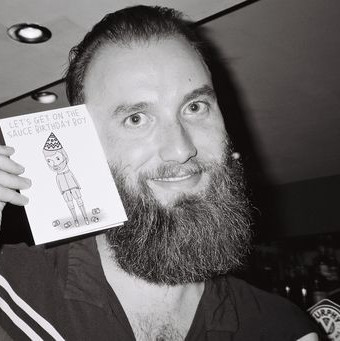 LET'S GET ON THE
SAUCE BIRTHDAY BOY